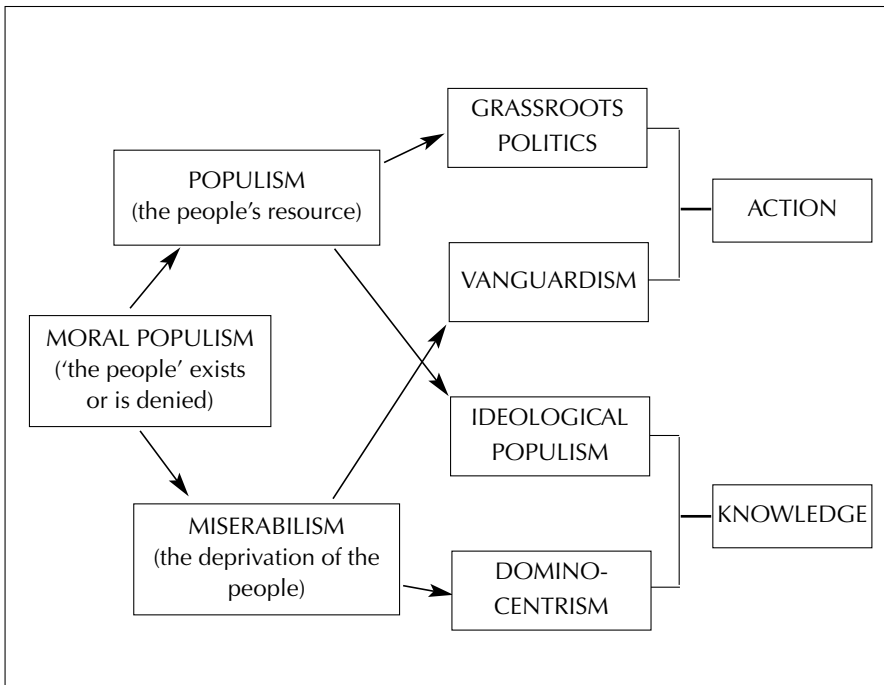 GRASSROOTS
POLITICS
POPULISM
(the people’s resource)
ACTION
VANGUARDISM
MORAL POPULISM
(‘the people’ exists
or is denied)
IDEOLOGICAL
POPULISM
MISERABILISM
(the deprivation of the
people)
KNOWLEDGE
DOMINO-
CENTRISM